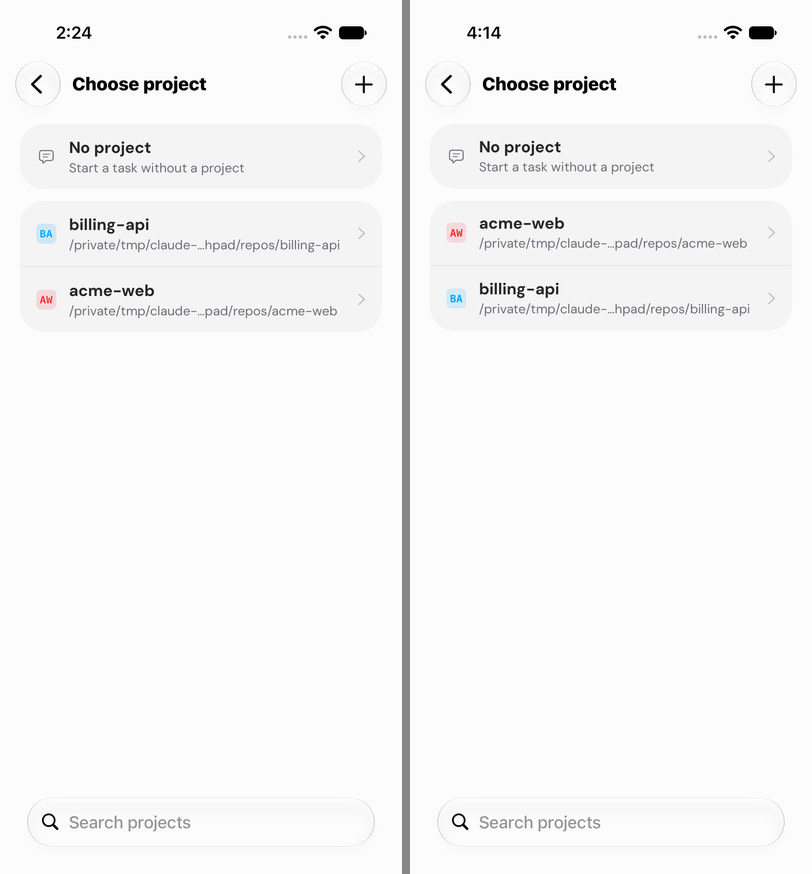 2:24
Choose project
No project
Start a task without a project
BA
billing-api
/private/tmp/claude-...hpad/repos/billing-api
AW
acme-web
/private/tmp/claude-...pad/repos/acme-web
Search projects
4:14
Choose project
No project
Start a task without a project
AW
acme-web
/private/tmp/claude-...pad/repos/acme-web
BA
billing-api
/private/tmp/claude-...hpad/repos/billing-api
Search projects